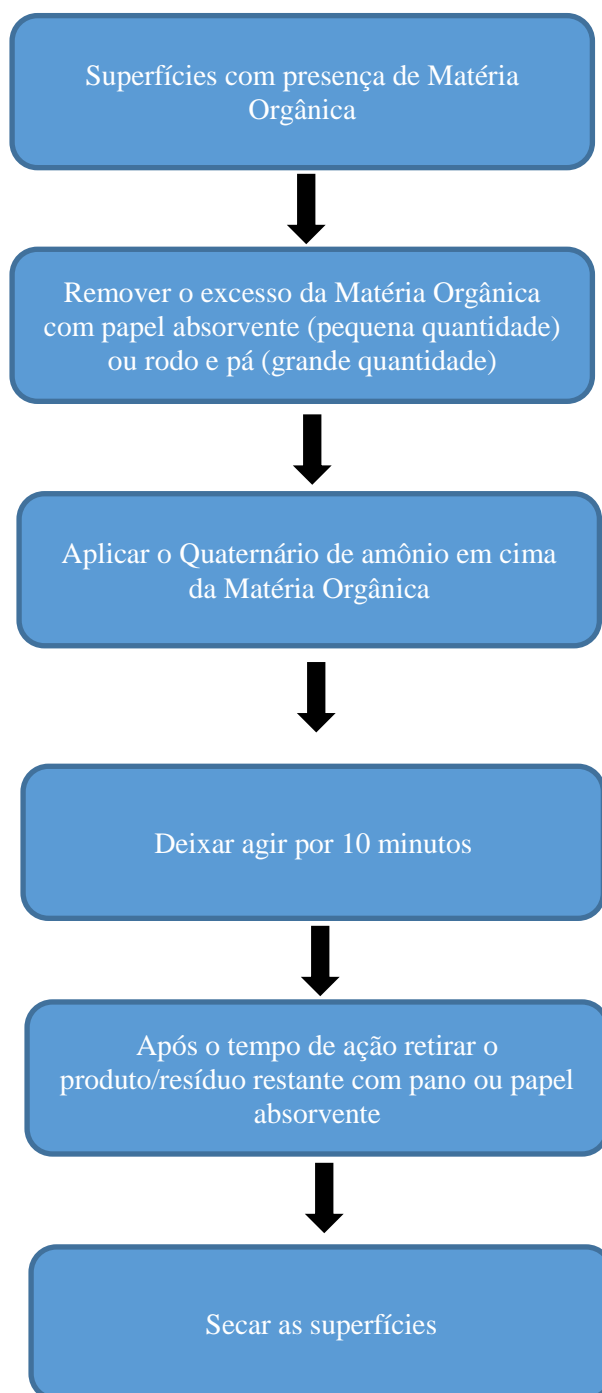 Superfícies com presença de Matéria
Orgânica
Remover o excesso da Matéria Orgânica
com papel absorvente (pequena quantidade)
ou rodo e pá (grande quantidade)
Aplicar o Quaternário de amônio em cima
da Matéria Orgânica
Deixar agir por 10 minutos
Após o tempo de ação retirar o
produto/resíduo restante com pano ou papel
absorvente
Secar as superfícies